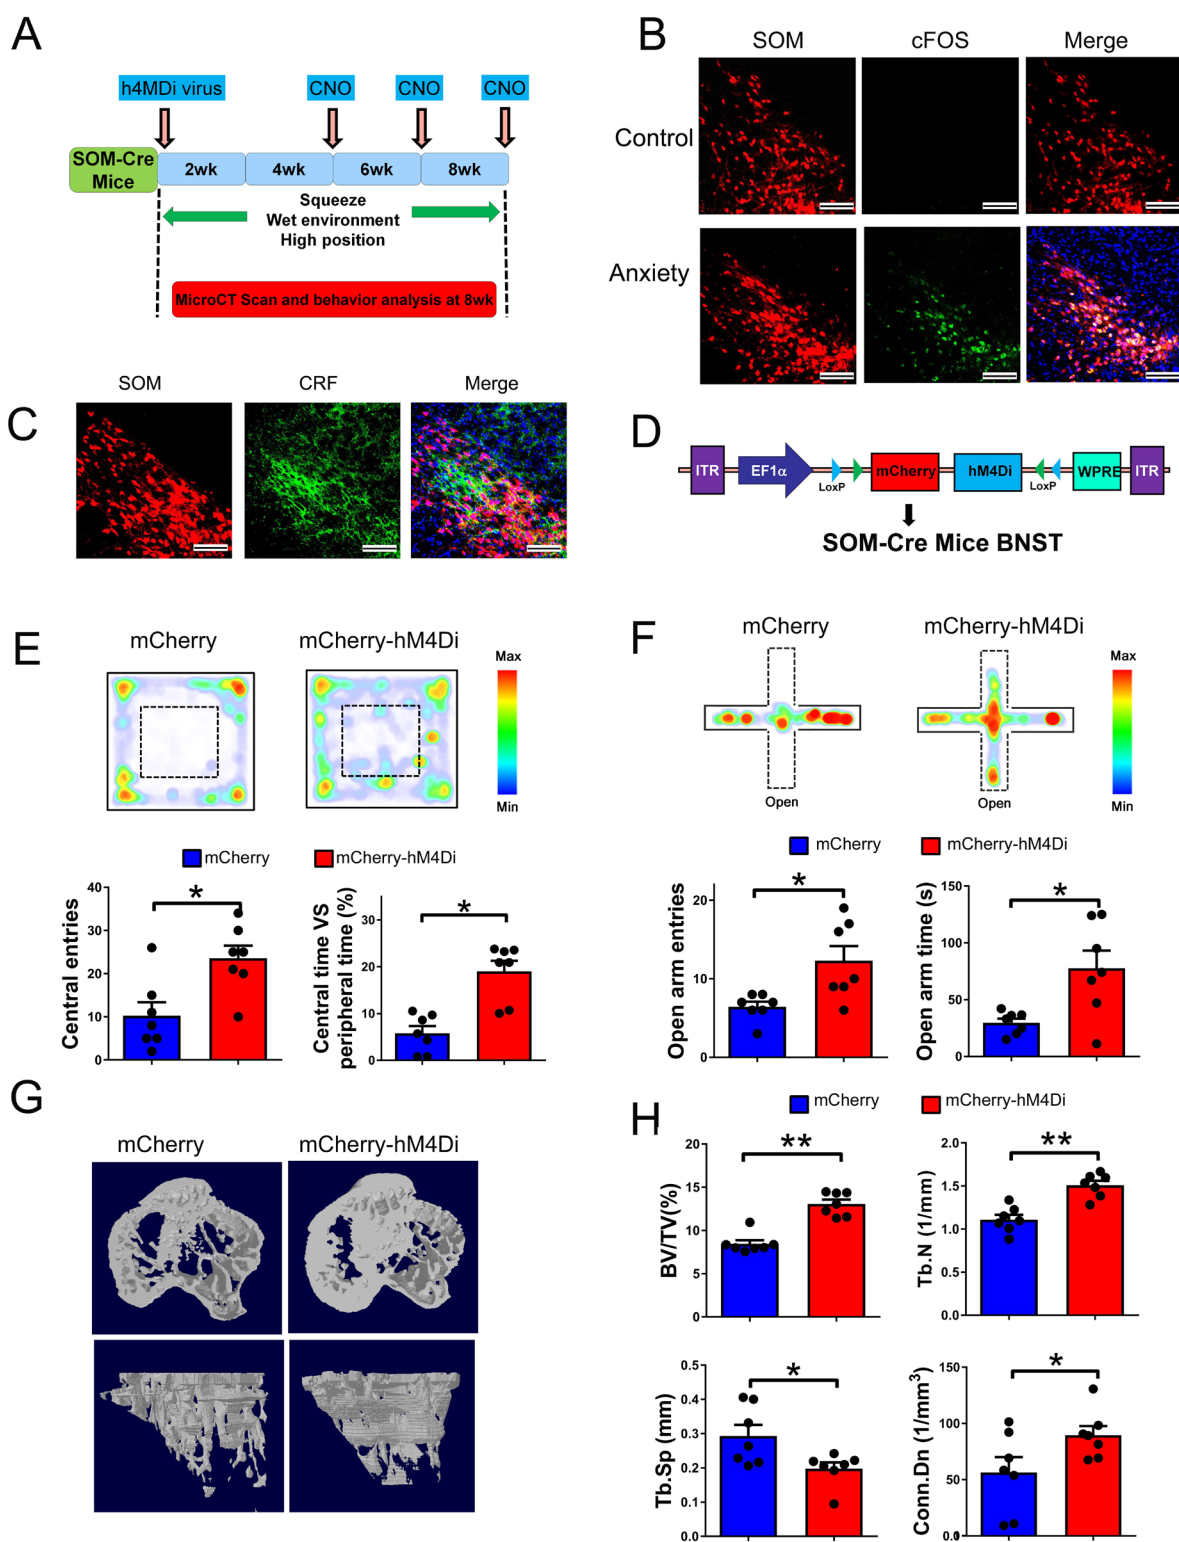 A
h4MDi virus
CNO
CNO
CNO
SOM-Cre
Mice
2wk
4wk
6wk
8wk
Squeeze
Wet environment
High position
MicroCT Scan and behavior analysis at 8wk
B
SOM
cFOS
Merge
Control
Anxiety
C
SOM
CRF
Merge
D
ITR
EF1α
LoxP
mCherry
hM4Di
LoxP
WPRE
ITR
SOM-Cre Mice BNST
E
mCherry
mCherry-hM4Di
Max
Min
mCherry
mCherry-hM4Di
Central entries
40
30
20
10
0
*
Central time VS
peripheral time (%)
30
20
10
0
*
F
mCherry
mCherry-hM4Di
Open
Open
Max
Min
mCherry
mCherry-hM4Di
Open arm entries
20
10
0
*
Open arm time (s)
150
100
50
0
*
G
mCherry
mCherry-hM4Di
H
mCherry
mCherry-hM4Di
BV/TV(%)
20
15
10
5
0
**
Tb.N (1/mm)
2.0
1.5
1.0
0.5
0.0
**
Tb.Sp (mm)
0.5
0.4
0.3
0.2
0.1
0.0
*
Conn.Dn (1/mm³)
150
100
50
*